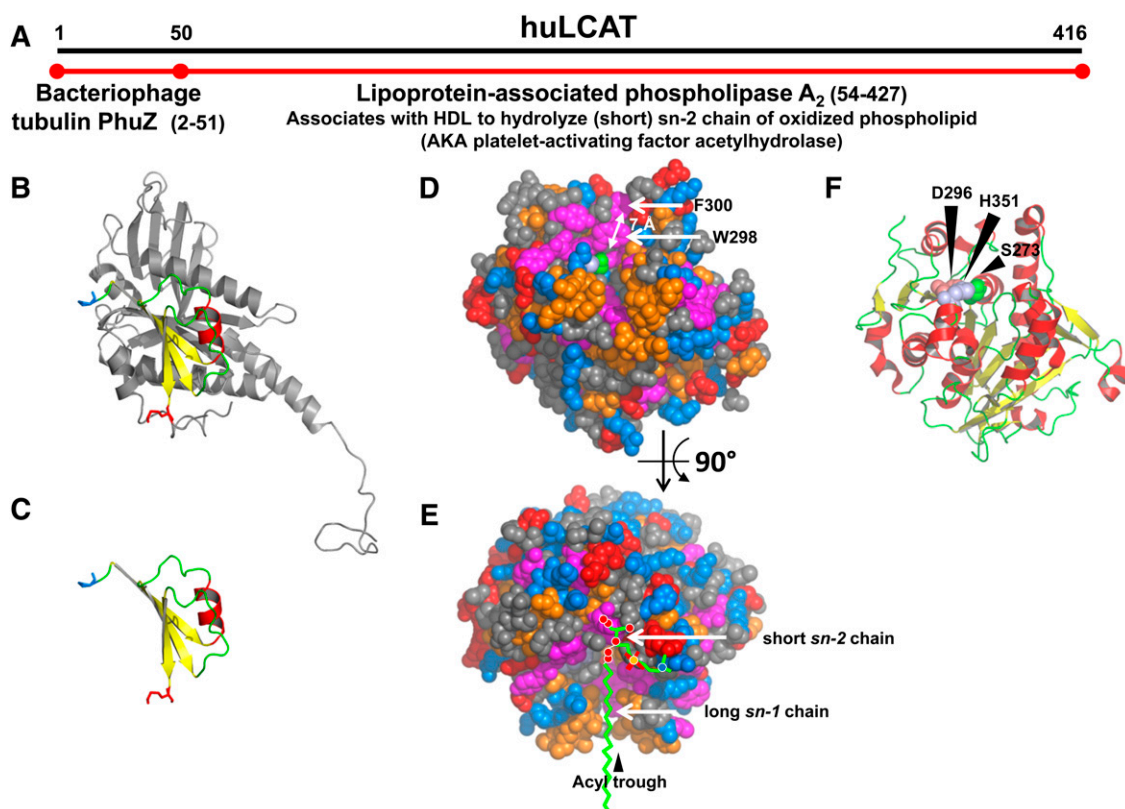 A
1
50
huLCAT
416
Bacteriophage
tubulin PhuZ (2-51)
Lipoprotein-associated phospholipase A₂ (54-427)
Associates with HDL to hydrolyze (short) sn-2 chain of oxidized phospholipid
(AKA platelet-activating factor acetylhydrolase)
B
D
F300
7 Å
W298
F
D296
H351
S273
90°
C
E
short sn-2 chain
long sn-1 chain
Acyl trough